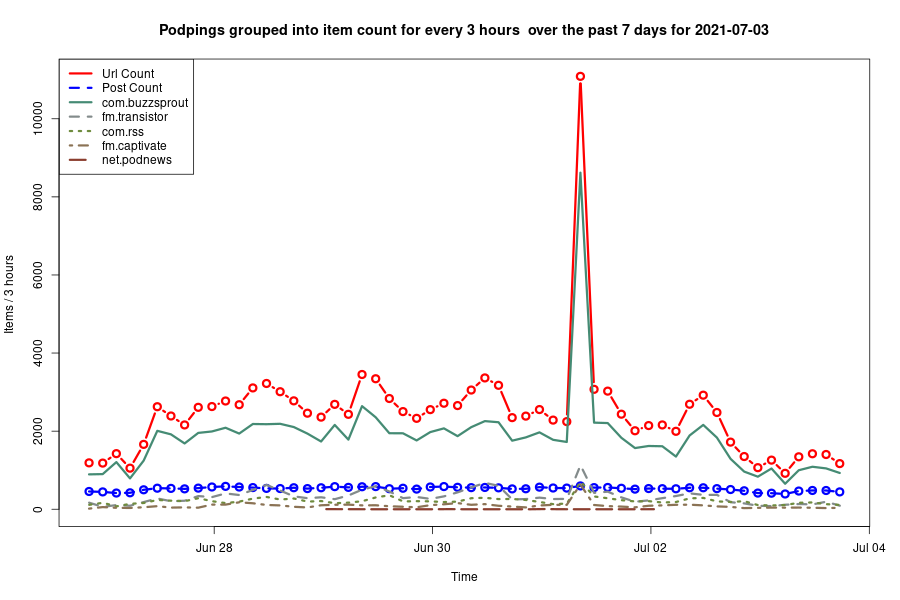 Podpings grouped into item count for every 3 hours  over the past 7 days for 2021-07-03
Url Count
Post Count
com.buzzsprout
fm.transistor
com.rss
fm.captivate
net.podnews
Items / 3 hours
10000
8000
6000
4000
2000
0
Jun 28
Jun 30
Jul 02
Jul 04
Time